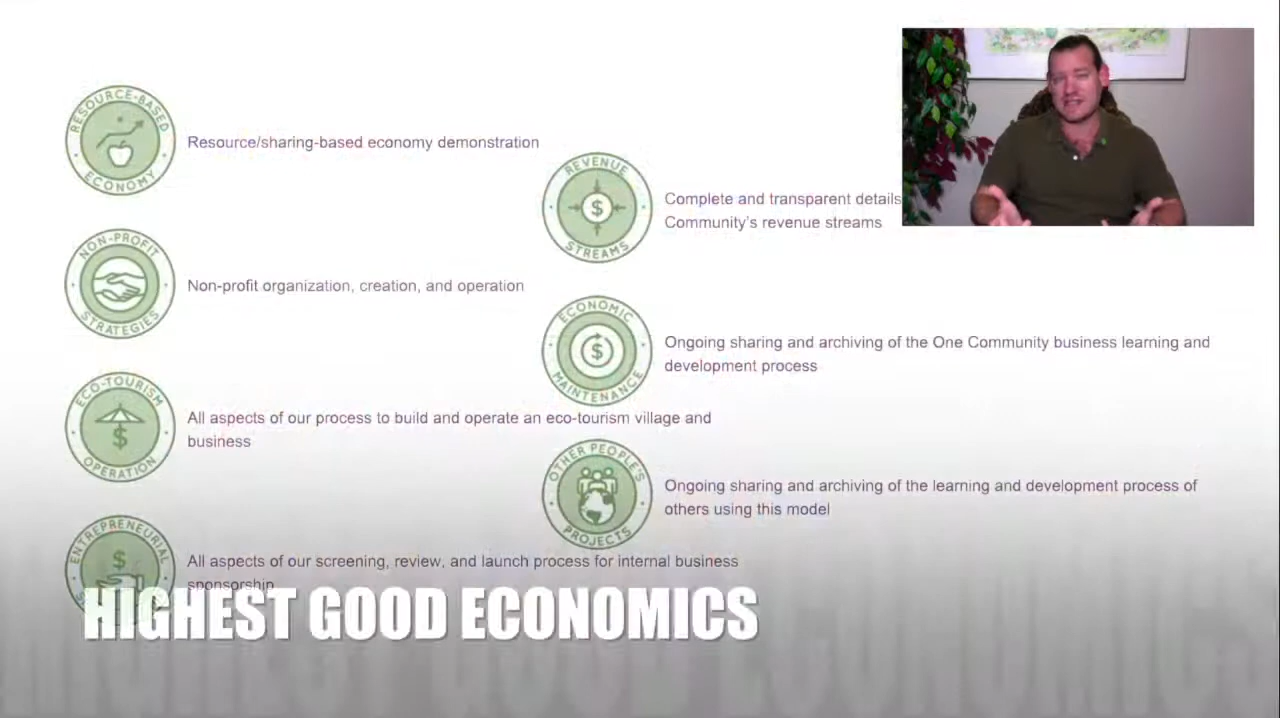 RESOURCE-BASED
ECONOMY
Resource/sharing-based economy demonstration
NON-PROFIT
STRATEGIES
Non-profit organization, creation, and operation
ECO-TOURISM
OPERATION
All aspects of our process to build and operate an eco-tourism village and
business
ENTREPRENEURIAL
All aspects of our screening, review, and launch process for internal business
sponsorship
REVENUE
STREAMS
Complete and transparent details
Community's revenue streams
ECONOMIC
MAINTENANCE
Ongoing sharing and archiving of the One Community business learning and
development process
OTHER PEOPLE'S
PROJECTS
Ongoing sharing and archiving of the learning and development process of
others using this model
HIGHEST GOOD ECONOMICS
HIGHEST GOOD ECONOMICS